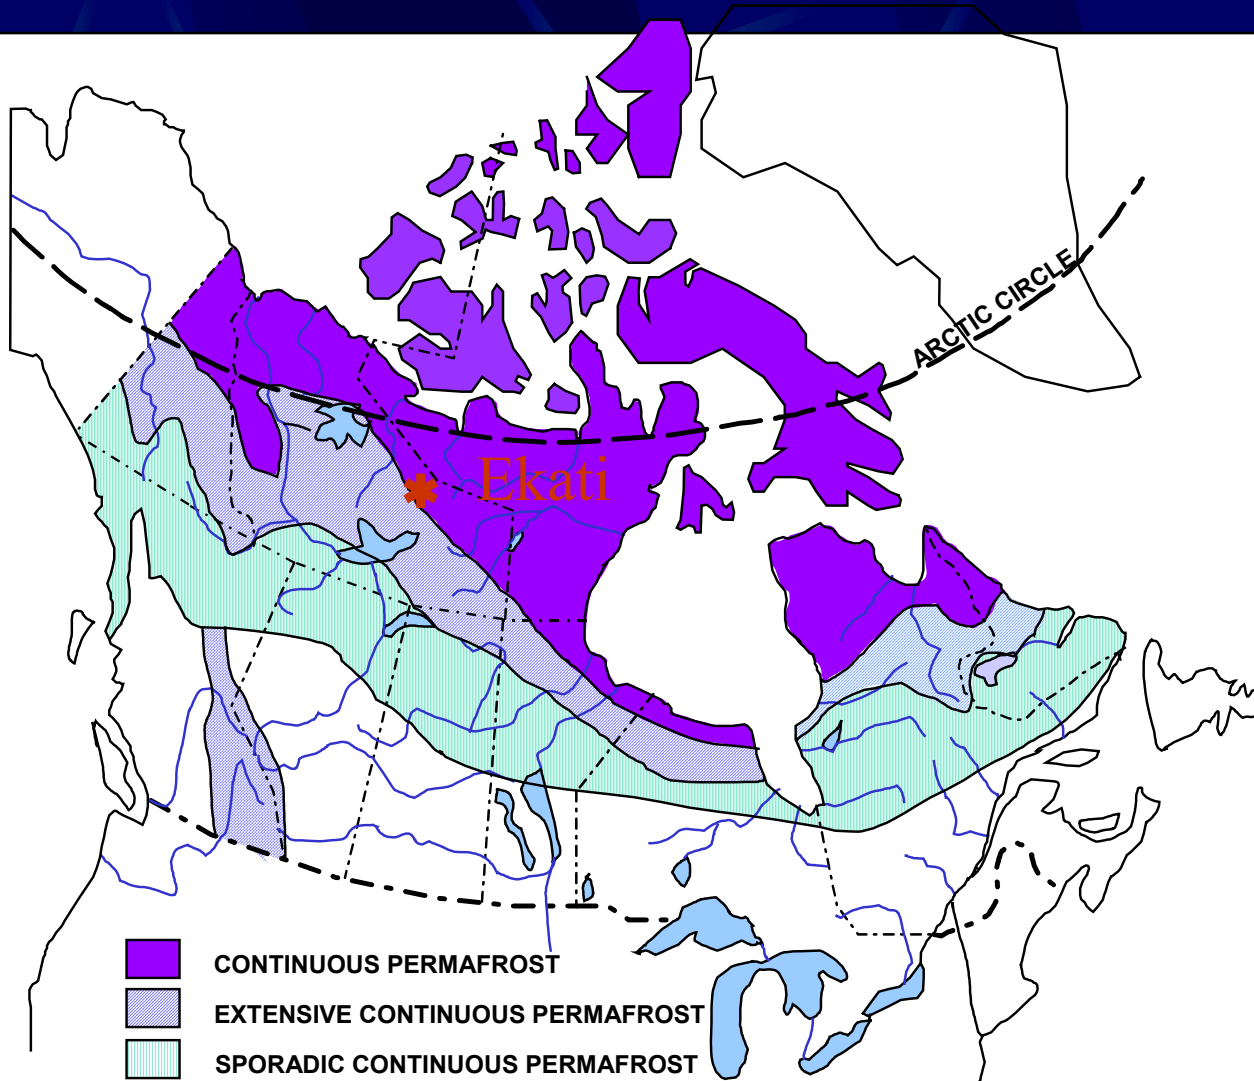 ARCTIC CIRCLE
Ekati
CONTINUOUS PERMAFROST
EXTENSIVE CONTINUOUS PERMAFROST
SPORADIC CONTINUOUS PERMAFROST